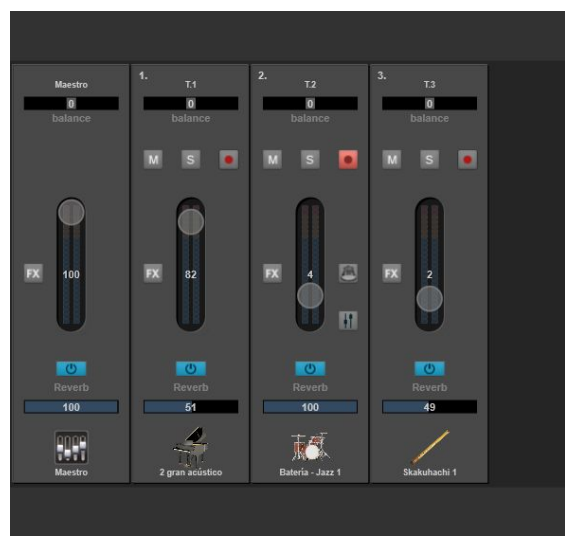 1. 2. 3.
Maestro T.1 T.2 T.3
0 0 0 0
balance balance balance balance
M S M S M S
FX 100 FX 82 FX 4 FX 2
Reverb Reverb Reverb Reverb
100 51 100 49
Maestro 2 gran acústico Bateria - Jazz 1 Skakuhachi 1